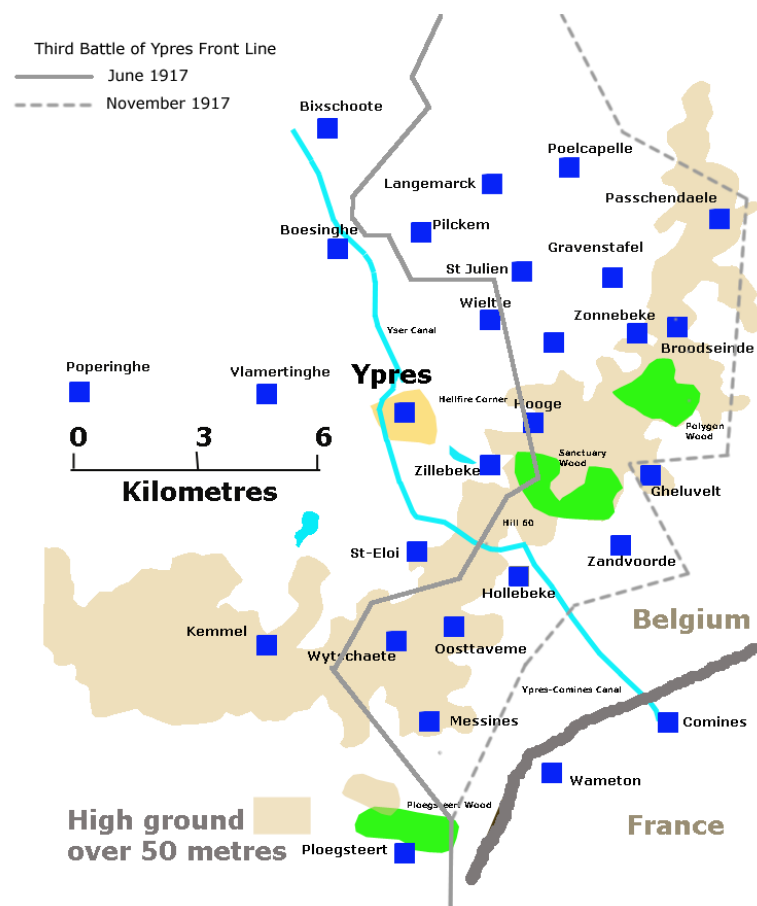 Third Battle of Ypres Front Line
June 1917
November 1917
Bixschoote
Poelcapelle
Langemarck
Passchendaele
Boesinghe
Pilckem
Gravenstafel
St Julien
Wieltje
Zonnebeke
Yser Canal
Broodseinde
Poperinghe
Vlamertinghe
Ypres
Hellfire Corner
Hooge
Polygon
Wood
0 3 6
Kilometres
Zillebeke
Sanctuary
Wood
Gheluvelt
Hill 60
St-Eloi
Zandvoorde
Hollebeke
Kemmel
Belgium
Wytschaete
Oosttaveme
Ypres-Comines Canal
Messines
Comines
Wameton
Ploegsteert Wood
High ground
over 50 metres
France
Ploegsteert